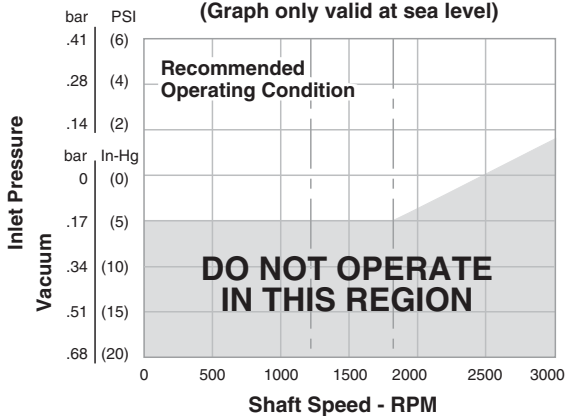 (Graph only valid at sea level)
bar PSI
.41 (6)
.28 (4)
.14 (2)
bar In-Hg
0 (0)
.17 (5)
.34 (10)
.51 (15)
.68 (20)
Inlet Pressure
Vacuum
Recommended
Operating Condition
DO NOT OPERATE
IN THIS REGION
0 500 1000 1500 2000 2500 3000
Shaft Speed - RPM